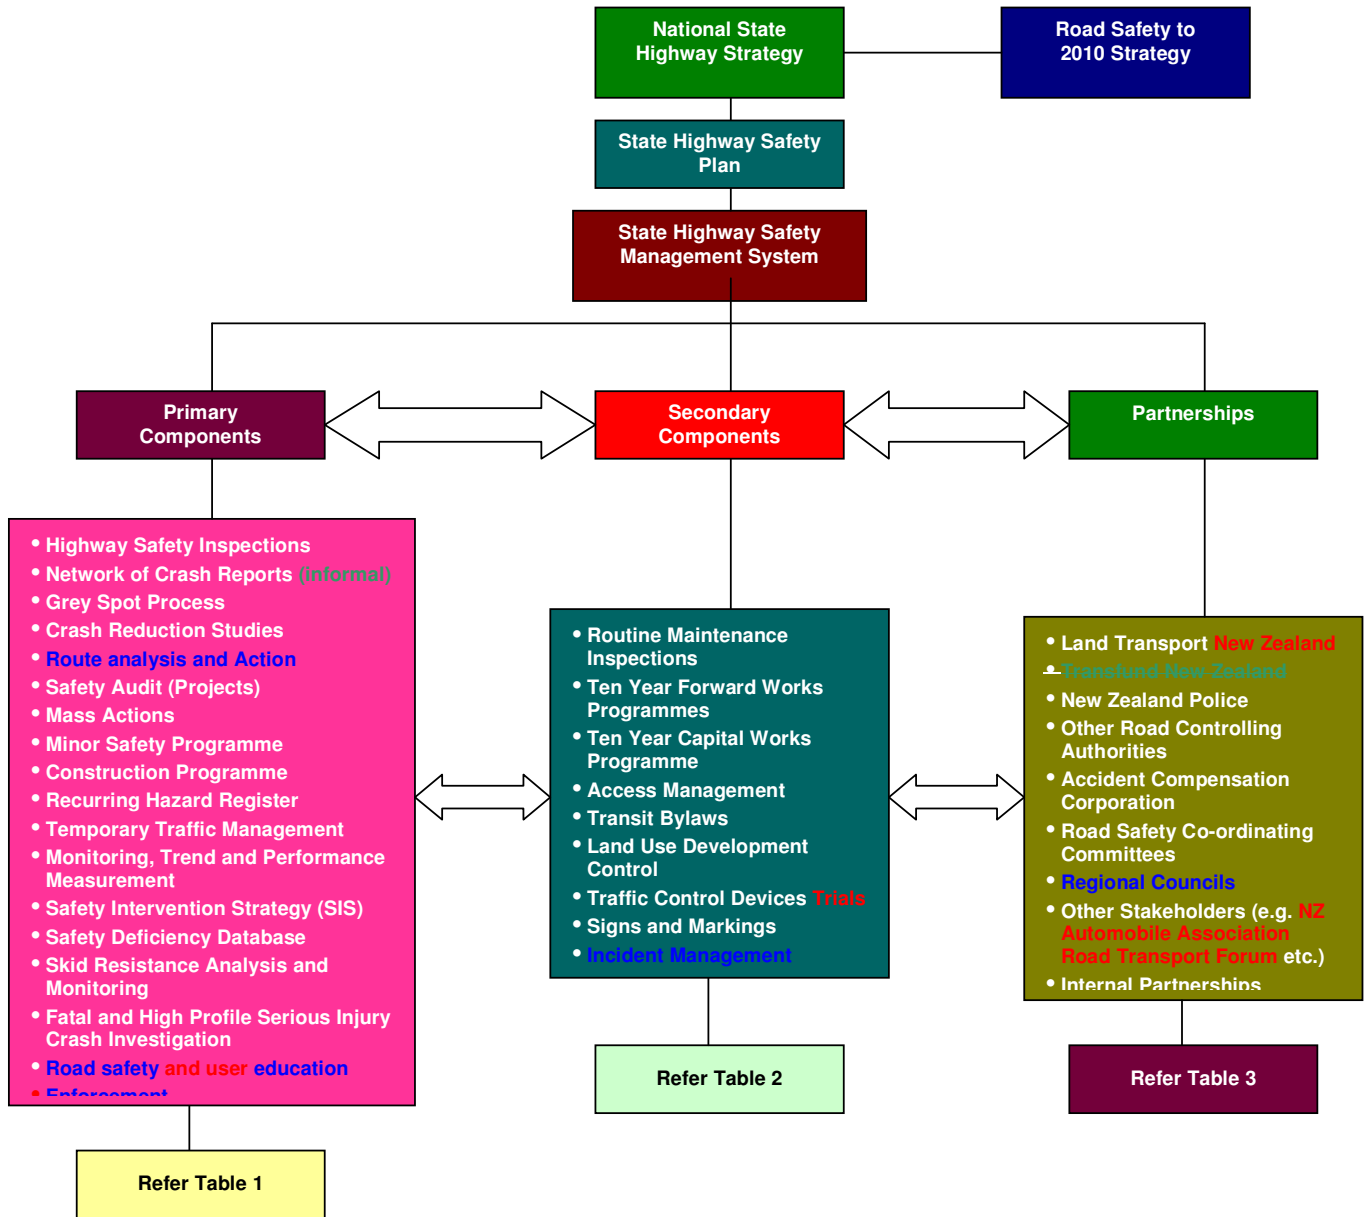 National State
Highway Strategy
Road Safety to
2010 Strategy
State Highway Safety
Plan
State Highway Safety
Management System
Primary
Components
Secondary
Components
Partnerships
• Highway Safety Inspections
• Network of Crash Reports (Informal)
• Grey Spot Process
• Crash Reduction Studies
• Route analysis and Action
• Safety Audit (Projects)
• Mass Actions
• Minor Safety Programme
• Construction Programme
• Recurring Hazard Register
• Temporary Traffic Management
• Monitoring, Trend and Performance
Measurement
• Safety Intervention Strategy (SIS)
• Safety Deficiency Database
• Skid Resistance Analysis and
Monitoring
• Fatal and High Profile Serious Injury
Crash Investigation
• Road safety and user education
• Enforcement
• Routine Maintenance
Inspections
• Ten Year Forward Works
Programmes
• Ten Year Capital Works
Programme
• Access Management
• Transit Bylaws
• Land Use Development
Control
• Traffic Control Devices Trials
• Signs and Markings
• Incident Management
• Land Transport New Zealand
• Transfund New Zealand
• New Zealand Police
• Other Road Controlling
Authorities
• Accident Compensation
Corporation
• Road Safety Co-ordinating
Committees
• Regional Councils
• Other Stakeholders (e.g. NZ
Automobile Association
Road Transport Forum etc.)
• Internal Partnerships
Refer Table 1
Refer Table 2
Refer Table 3